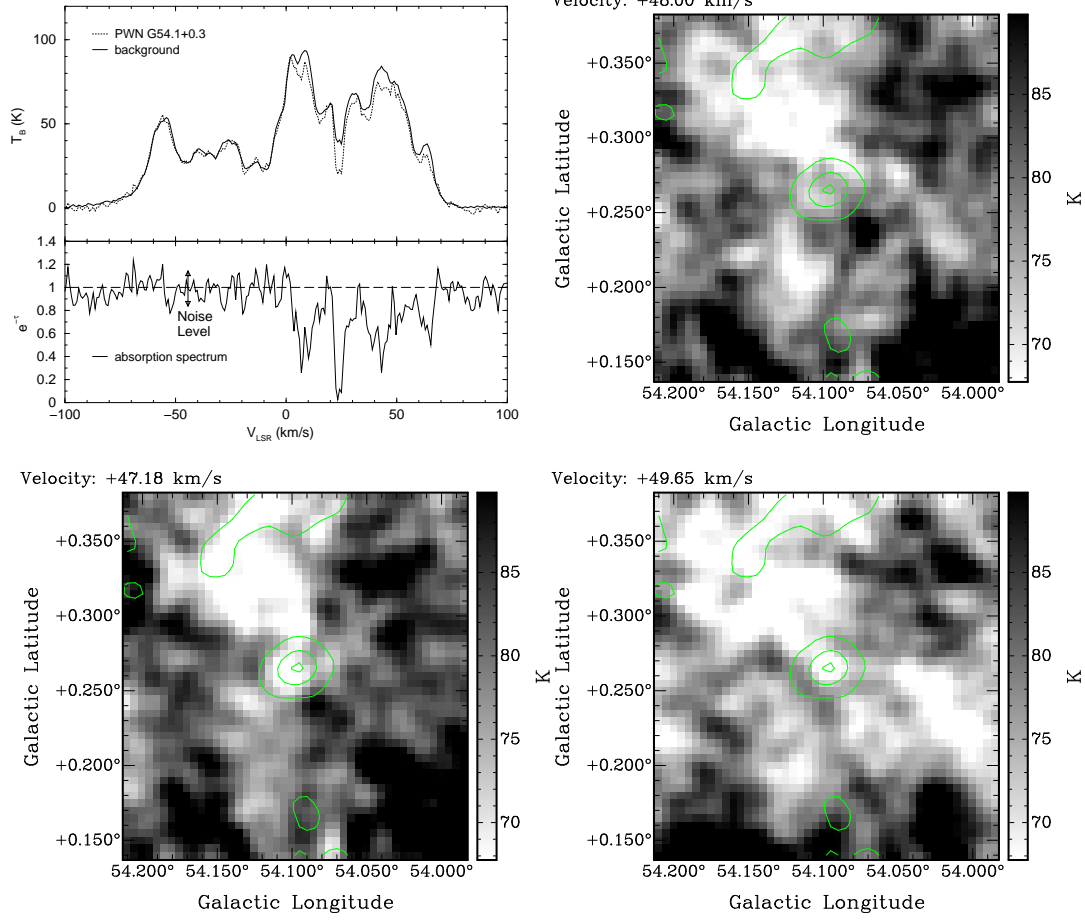 100
50
0
T_B (K)
PWN G54.1+0.3
background
1.4
1.2
1
0.8
0.6
0.4
0.2
0
e^−τ
Noise
Level
absorption spectrum
−100 −50 0 50 100
V_LSR (km/s)
Velocity: +48.00 km/s
+0.350°
+0.300°
+0.250°
+0.200°
+0.150°
Galactic Latitude
54.200° 54.150° 54.100° 54.050° 54.000°
Galactic Longitude
85
80
75
70
K
Velocity: +47.18 km/s
+0.350°
+0.300°
+0.250°
+0.200°
+0.150°
Galactic Latitude
54.200° 54.150° 54.100° 54.050° 54.000°
Galactic Longitude
85
80
75
70
K
Velocity: +49.65 km/s
+0.350°
+0.300°
+0.250°
+0.200°
+0.150°
Galactic Latitude
54.200° 54.150° 54.100° 54.050° 54.000°
Galactic Longitude
85
80
75
70
K